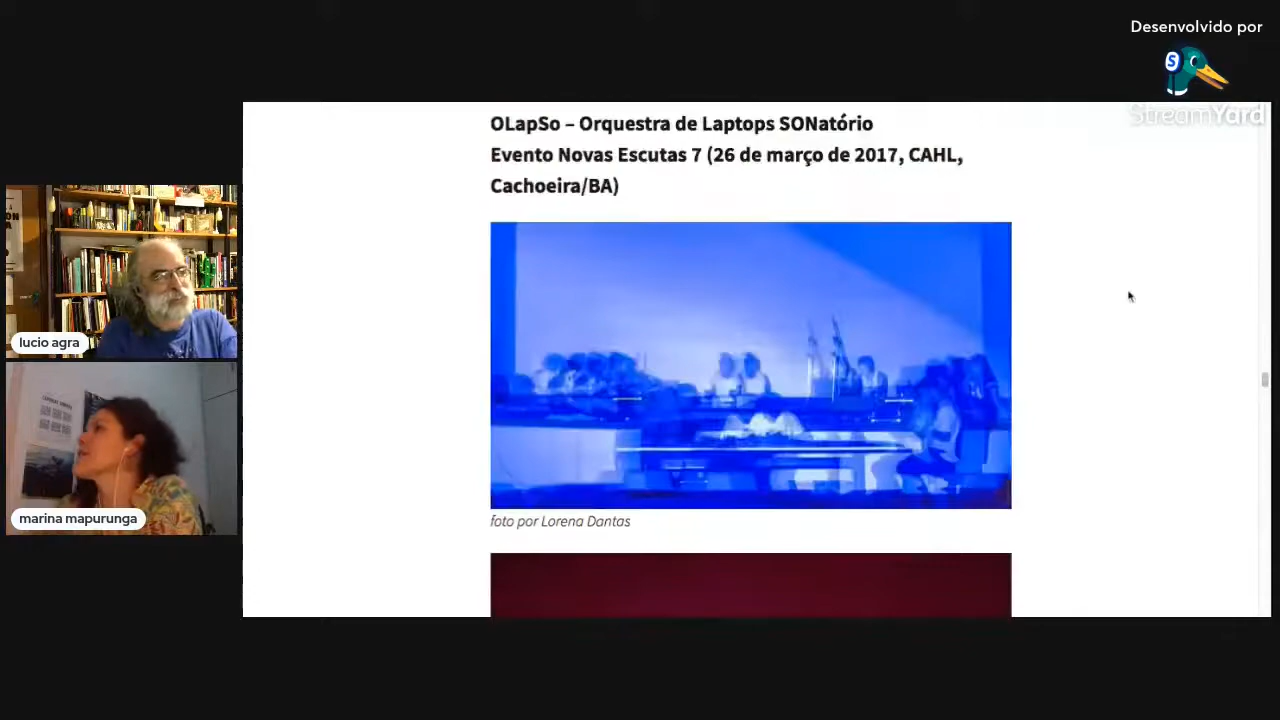 Desenvolvido por
StreamYard
OLapSo – Orquestra de Laptops SONatório
Evento Novas Escutas 7 (26 de março de 2017, CAHL,
Cachoeira/BA)
lucio agra
marina mapurunga
foto por Lorena Dantas